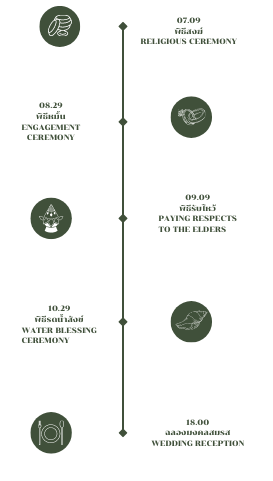 07.09
พิธีสงฆ์
RELIGIOUS CEREMONY
08.29
พิธีหมั้น
ENGAGEMENT
CEREMONY
09.09
พิธีรับไหว้
PAYING RESPECTS
TO THE ELDERS
10.29
พิธีรดน้ำสังข์
WATER BLESSING
CEREMONY
18.00
ฉลองมงคลสมรส
WEDDING RECEPTION